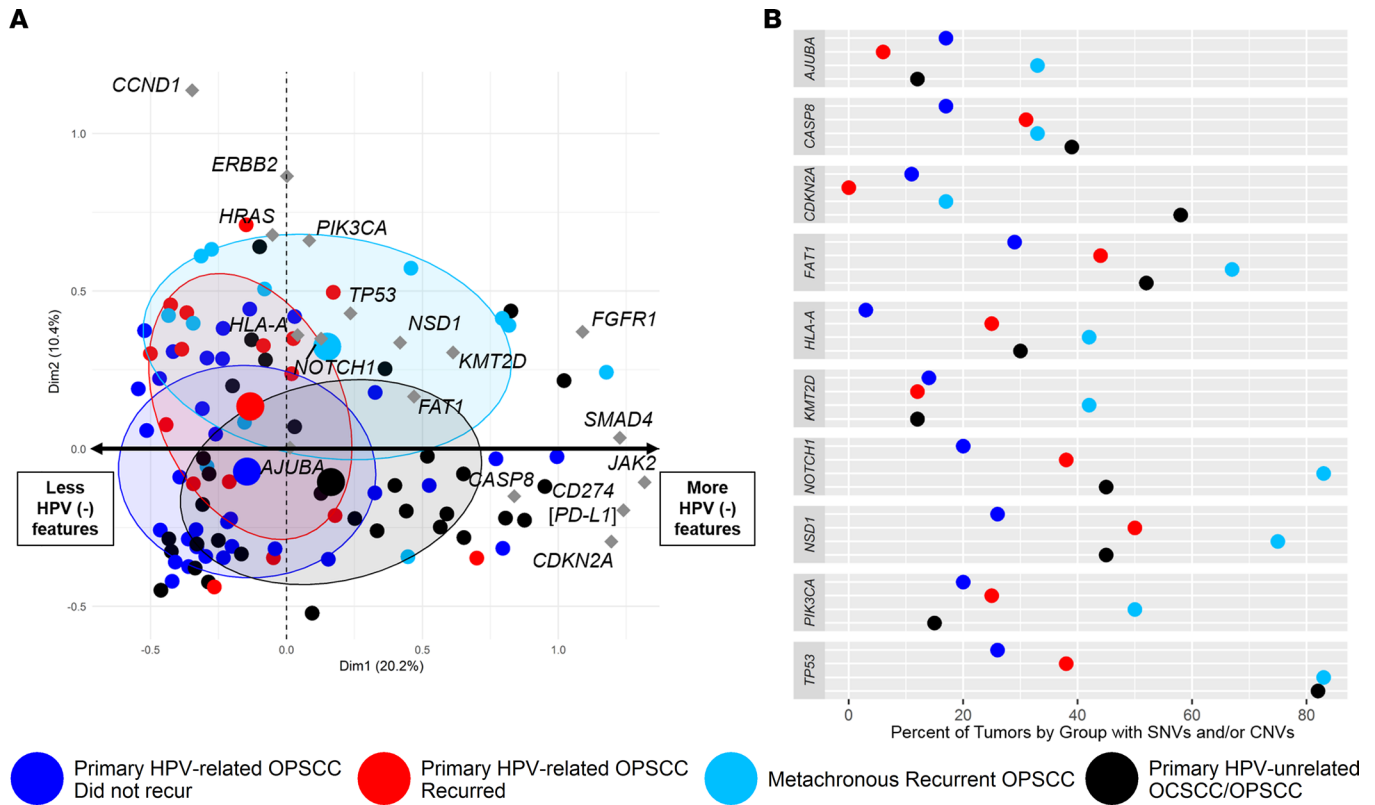 A
CCND1
1.0
ERBB2
HRAS
PIK3CA
0.5
TP53
HLA-A
NSD1
FGFR1
NOTCH1
KMT2D
FAT1
SMAD4
0.0
AJUBA
CASP8
JAK2
CD274
[PD-L1]
CDKN2A
Less
HPV (-)
features
More
HPV (-)
features
-0.5
Dim2 (10.4%)
-0.5 0.0 0.5 1.0
Dim1 (20.2%)
B
AJUBA
CASP8
CDKN2A
FAT1
HLA-A
KMT2D
NOTCH1
NSD1
PIK3CA
TP53
0 20 40 60 80
Percent of Tumors by Group with SNVs and/or CNVs
Primary HPV-related OPSCC
Did not recur
Primary HPV-related OPSCC
Recurred
Metachronous Recurrent OPSCC
Primary HPV-unrelated
OCSCC/OPSCC